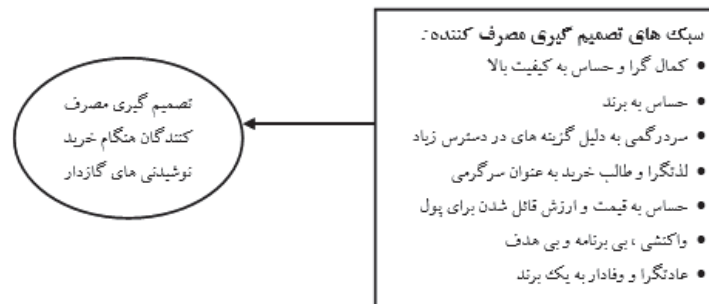 سبک های تصمیم گیری مصرف کننده :
• کمال گرا و حساس به کیفیت بالا
• حساس به برند
• سردرگمی به دلیل گزینه های در دسترس زیاد
• لذتگرا و طالب خرید به عنوان سرگرمی
• حساس به قیمت و ارزش قائل شدن برای پول
• واکنشی ، بی برنامه و بی هدف
• عادتگرا و وفادار به یک برند
تصمیم گیری مصرف
کنندگان هنگام خرید
نوشیدنی های گازدار